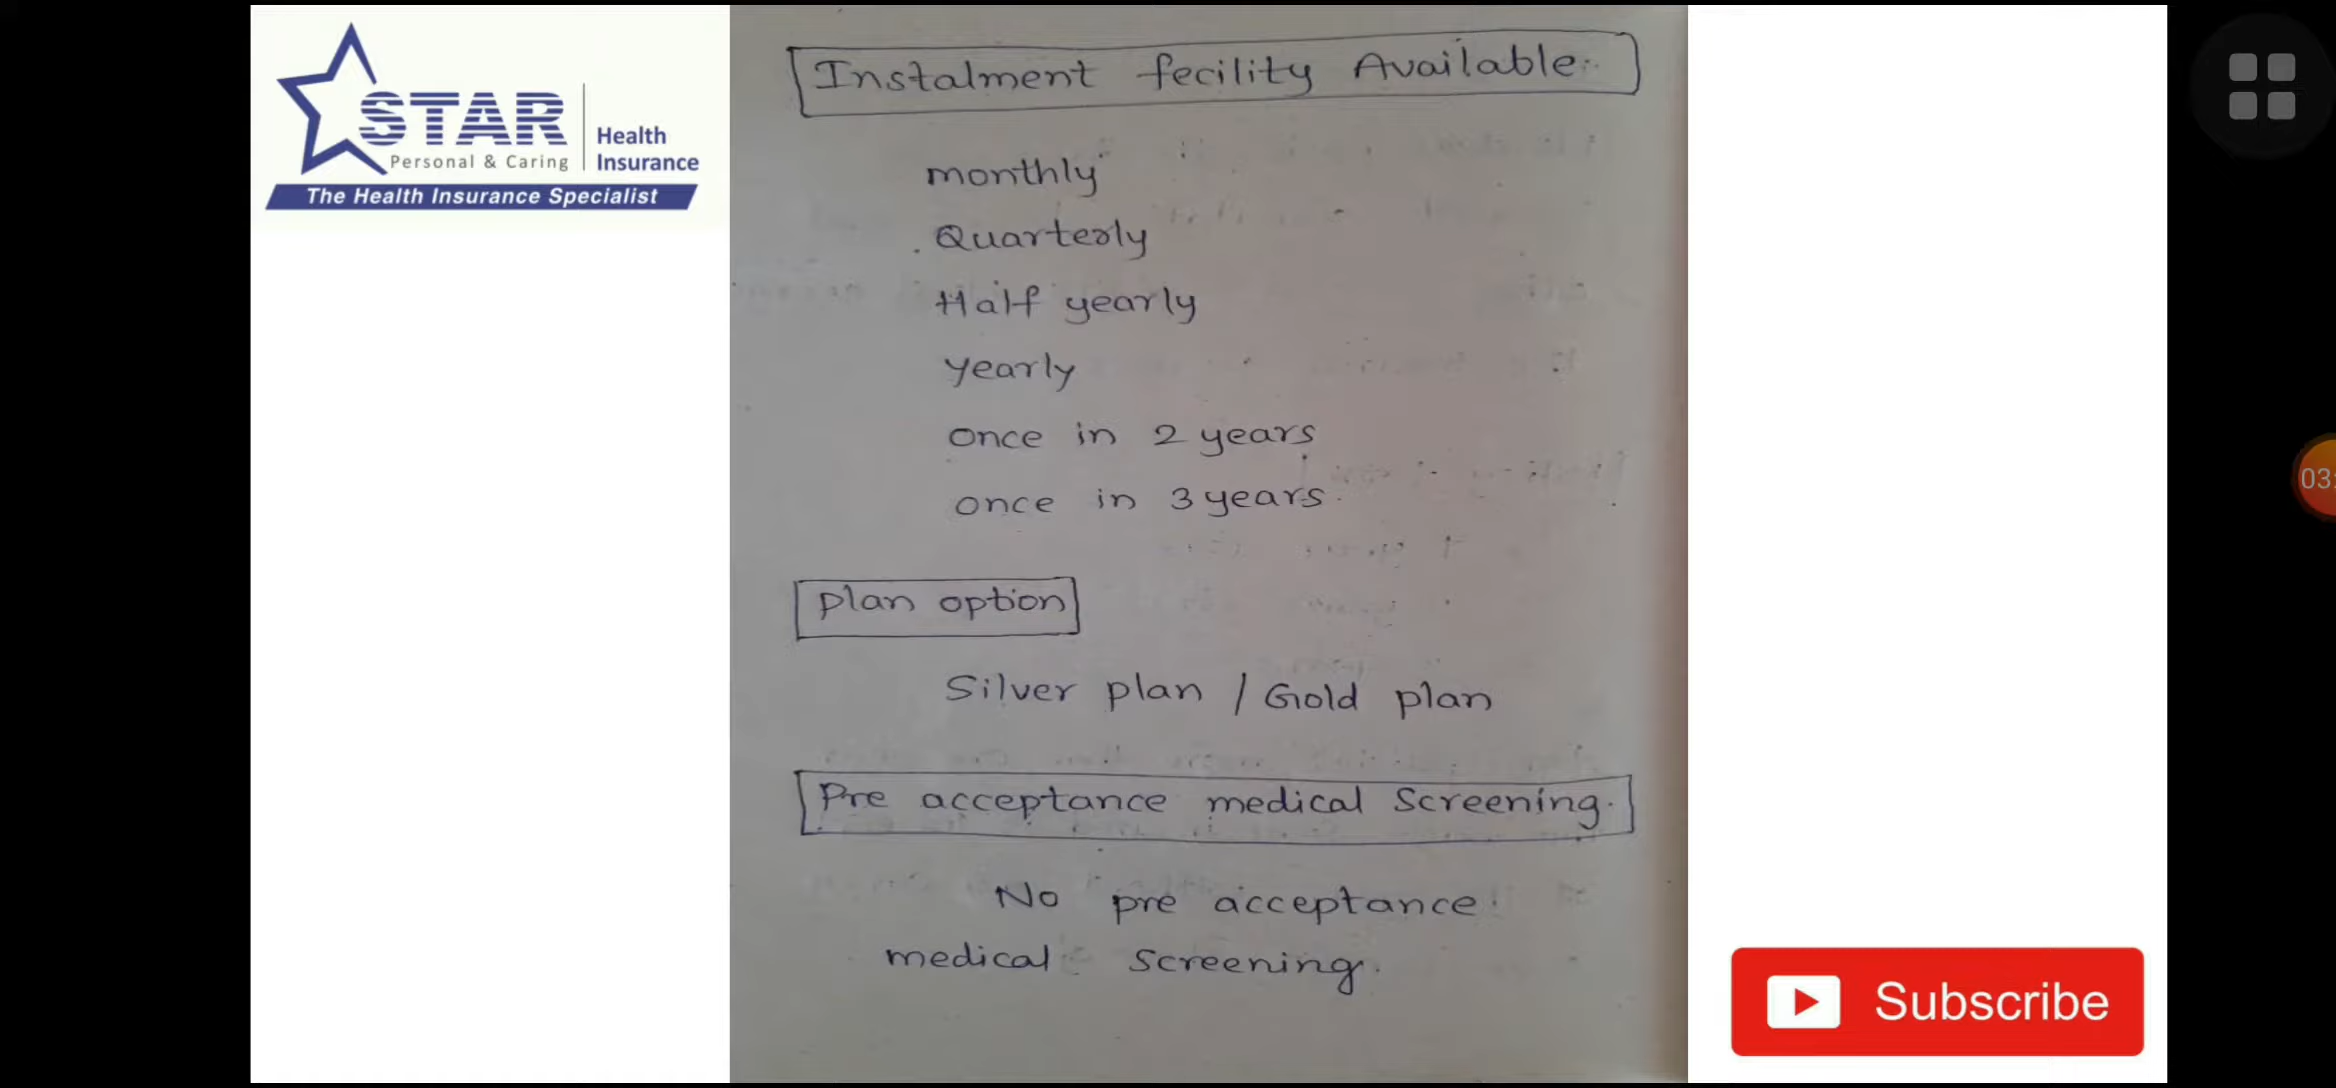 STAR
Health
Insurance
Personal & Caring
The Health Insurance Specialist
Instalment fecility Available.
monthly
Quarterly
Half yearly
yearly
once in 2 years
once in 3 years.
plan option
Silver plan / Gold plan
Pre acceptance medical Screening.
No pre acceptance
medical Screening.
03:
Subscribe